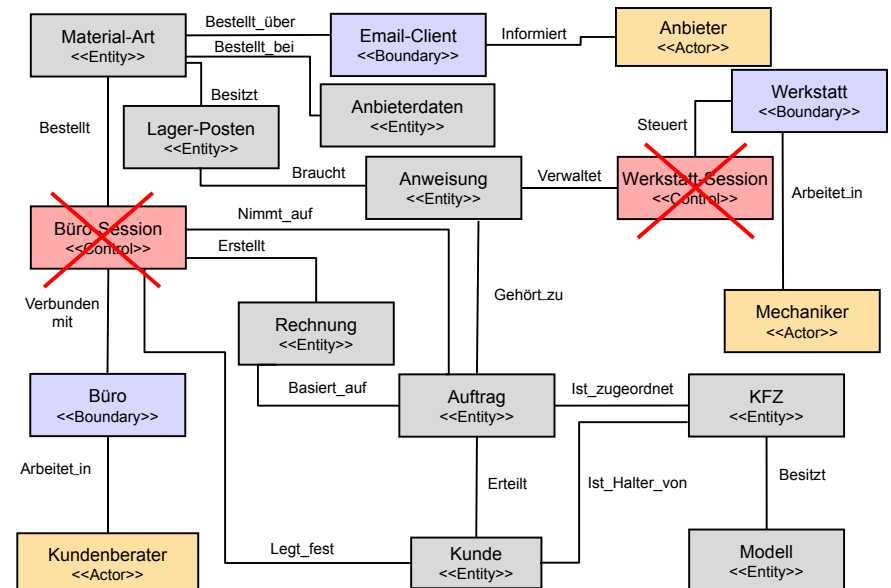 Material-Art
<<Entity>>
Bestellt_über
Email-Client
<<Boundary>>
Informiert
Anbieter
<<Actor>>
Bestellt_bei
Besitzt
Anbieterdaten
<<Entity>>
Werkstatt
<<Boundary>>
Bestellt
Lager-Posten
<<Entity>>
Steuert
Braucht
Anweisung
<<Entity>>
Verwaltet
Werkstatt-Session
<<Control>>
Arbeitet_in
Büro-Session
<<Control>>
Nimmt_auf
Erstellt
Verbunden
mit
Gehört_zu
Rechnung
<<Entity>>
Mechaniker
<<Actor>>
Büro
<<Boundary>>
Basiert_auf
Auftrag
<<Entity>>
Ist_zugeordnet
KFZ
<<Entity>>
Arbeitet_in
Erteilt
Ist_Halter_von
Besitzt
Kundenberater
<<Actor>>
Legt_fest
Kunde
<<Entity>>
Modell
<<Entity>>